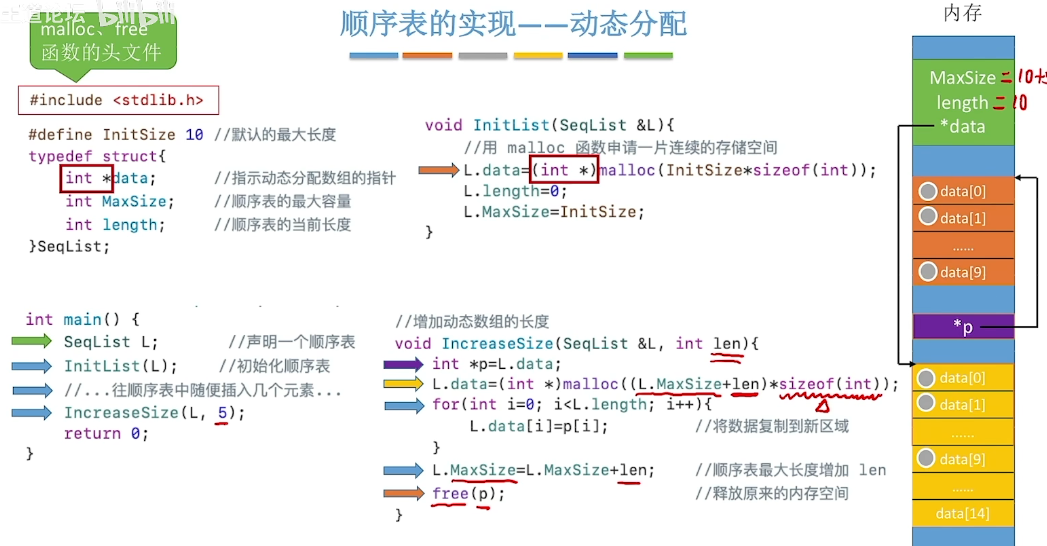 王道论坛 bilibili
malloc、free
函数的头文件
顺序表的实现——动态分配
内存
#include <stdlib.h>
#define InitSize 10 //默认的最大长度
typedef struct{
int *data; //指示动态分配数组的指针
int MaxSize; //顺序表的最大容量
int length; //顺序表的当前长度
}SeqList;
void InitList(SeqList &L){
//用 malloc 函数申请一片连续的存储空间
L.data=(int *)malloc(InitSize*sizeof(int));
L.length=0;
L.MaxSize=InitSize;
}
int main() {
SeqList L; //声明一个顺序表
InitList(L); //初始化顺序表
//...往顺序表中随便插入几个元素...
IncreaseSize(L, 5);
return 0;
}
//增加动态数组的长度
void IncreaseSize(SeqList &L, int len){
int *p=L.data;
L.data=(int *)malloc((L.MaxSize+len)*sizeof(int));
for(int i=0; i<L.length; i++){
L.data[i]=p[i]; //将数据复制到新区域
}
L.MaxSize=L.MaxSize+len; //顺序表最大长度增加 len
free(p); //释放原来的内存空间
}
MaxSize =10
length =10
*data
data[0]
data[1]
......
data[9]
*p
data[0]
data[1]
......
data[9]
......
data[14]